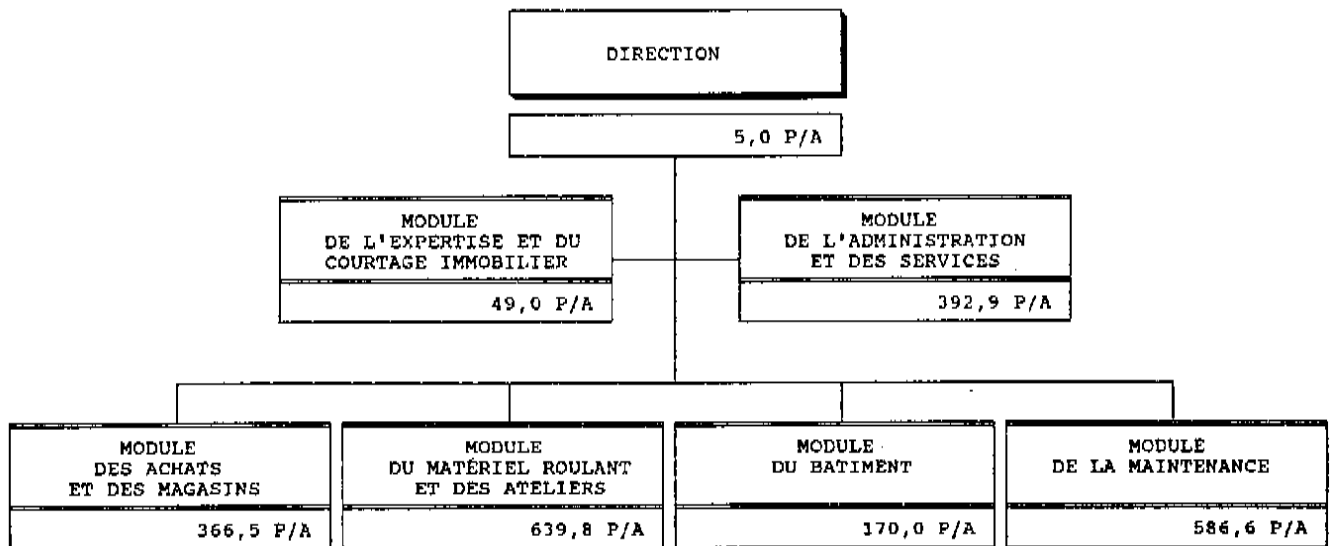 DIRECTION
5,0 P/A
MODULE
DE L'EXPERTISE ET DU
COURTAGE IMMOBILIER
49,0 P/A
MODULE
DE L'ADMINISTRATION
ET DES SERVICES
392,9 P/A
MODULE
DES ACHATS
ET DES MAGASINS
366,5 P/A
MODULE
DU MATÉRIEL ROULANT
ET DES ATELIERS
639,8 P/A
MODULE
DU BATIMENT
170,0 P/A
MODULE
DE LA MAINTENANCE
586,6 P/A